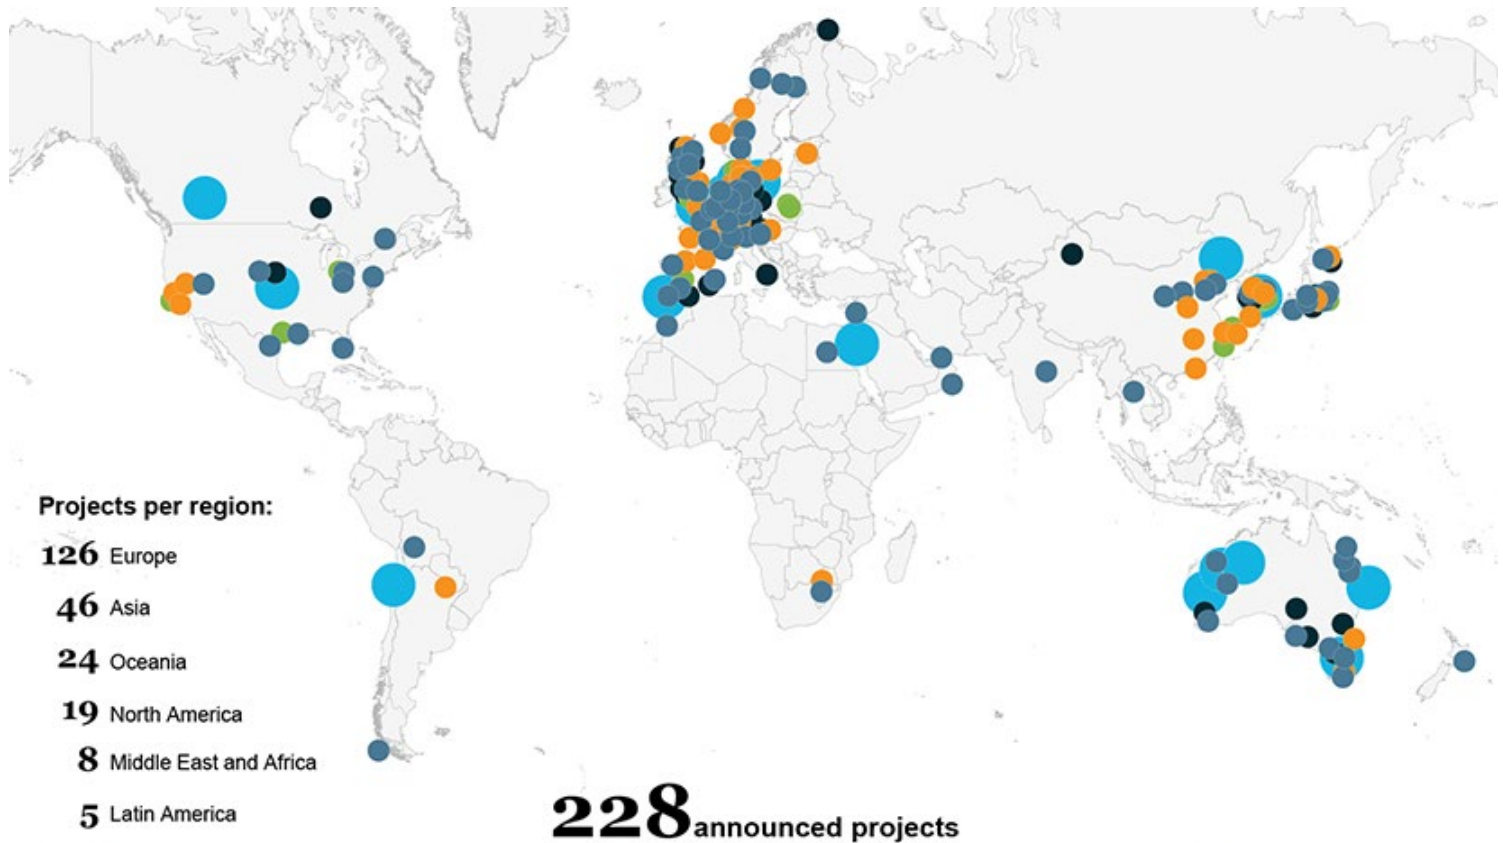 Projects per region:
126 Europe
46 Asia
24 Oceania
19 North America
8 Middle East and Africa
5 Latin America
228 announced projects